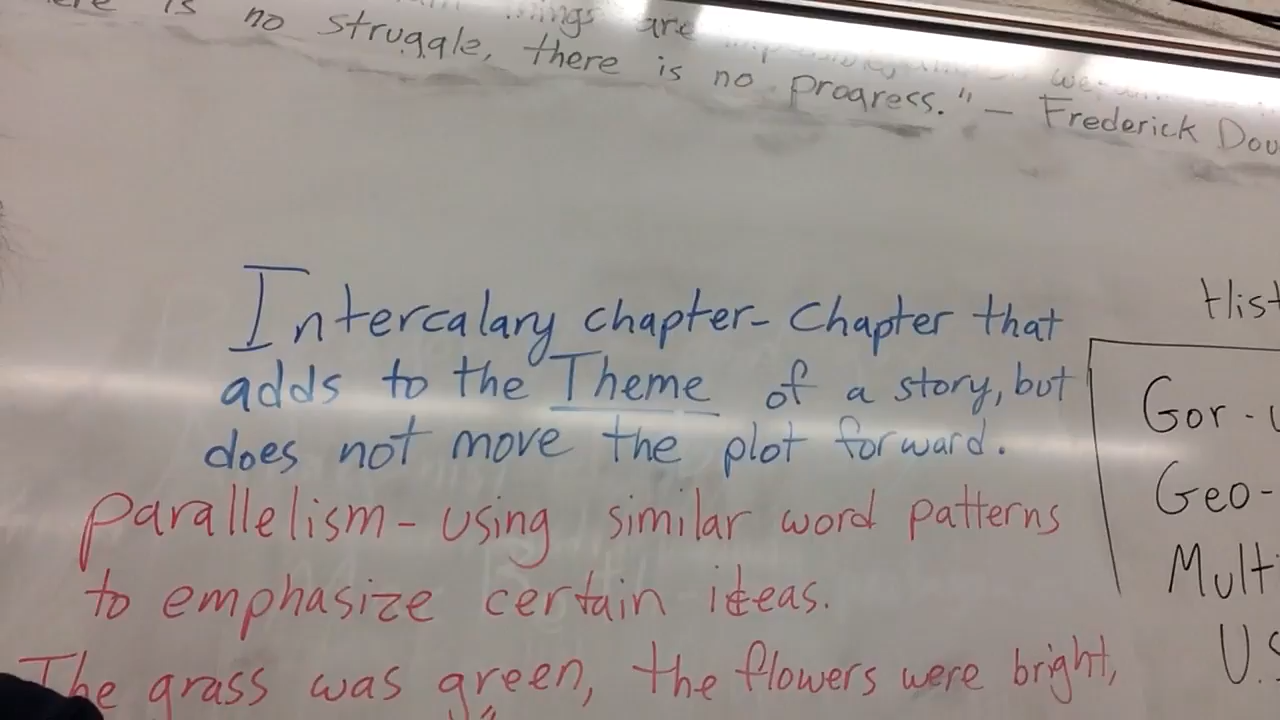 is no struggle, there is no progress." — Frederick
Intercalary chapter- Chapter that
adds to the Theme of a story, but
does not move the plot forward.
parallelism- using similar word patterns
to emphasize certain ideas.
The grass was green, the flowers were bright,
Gor-
Geo-
U.S